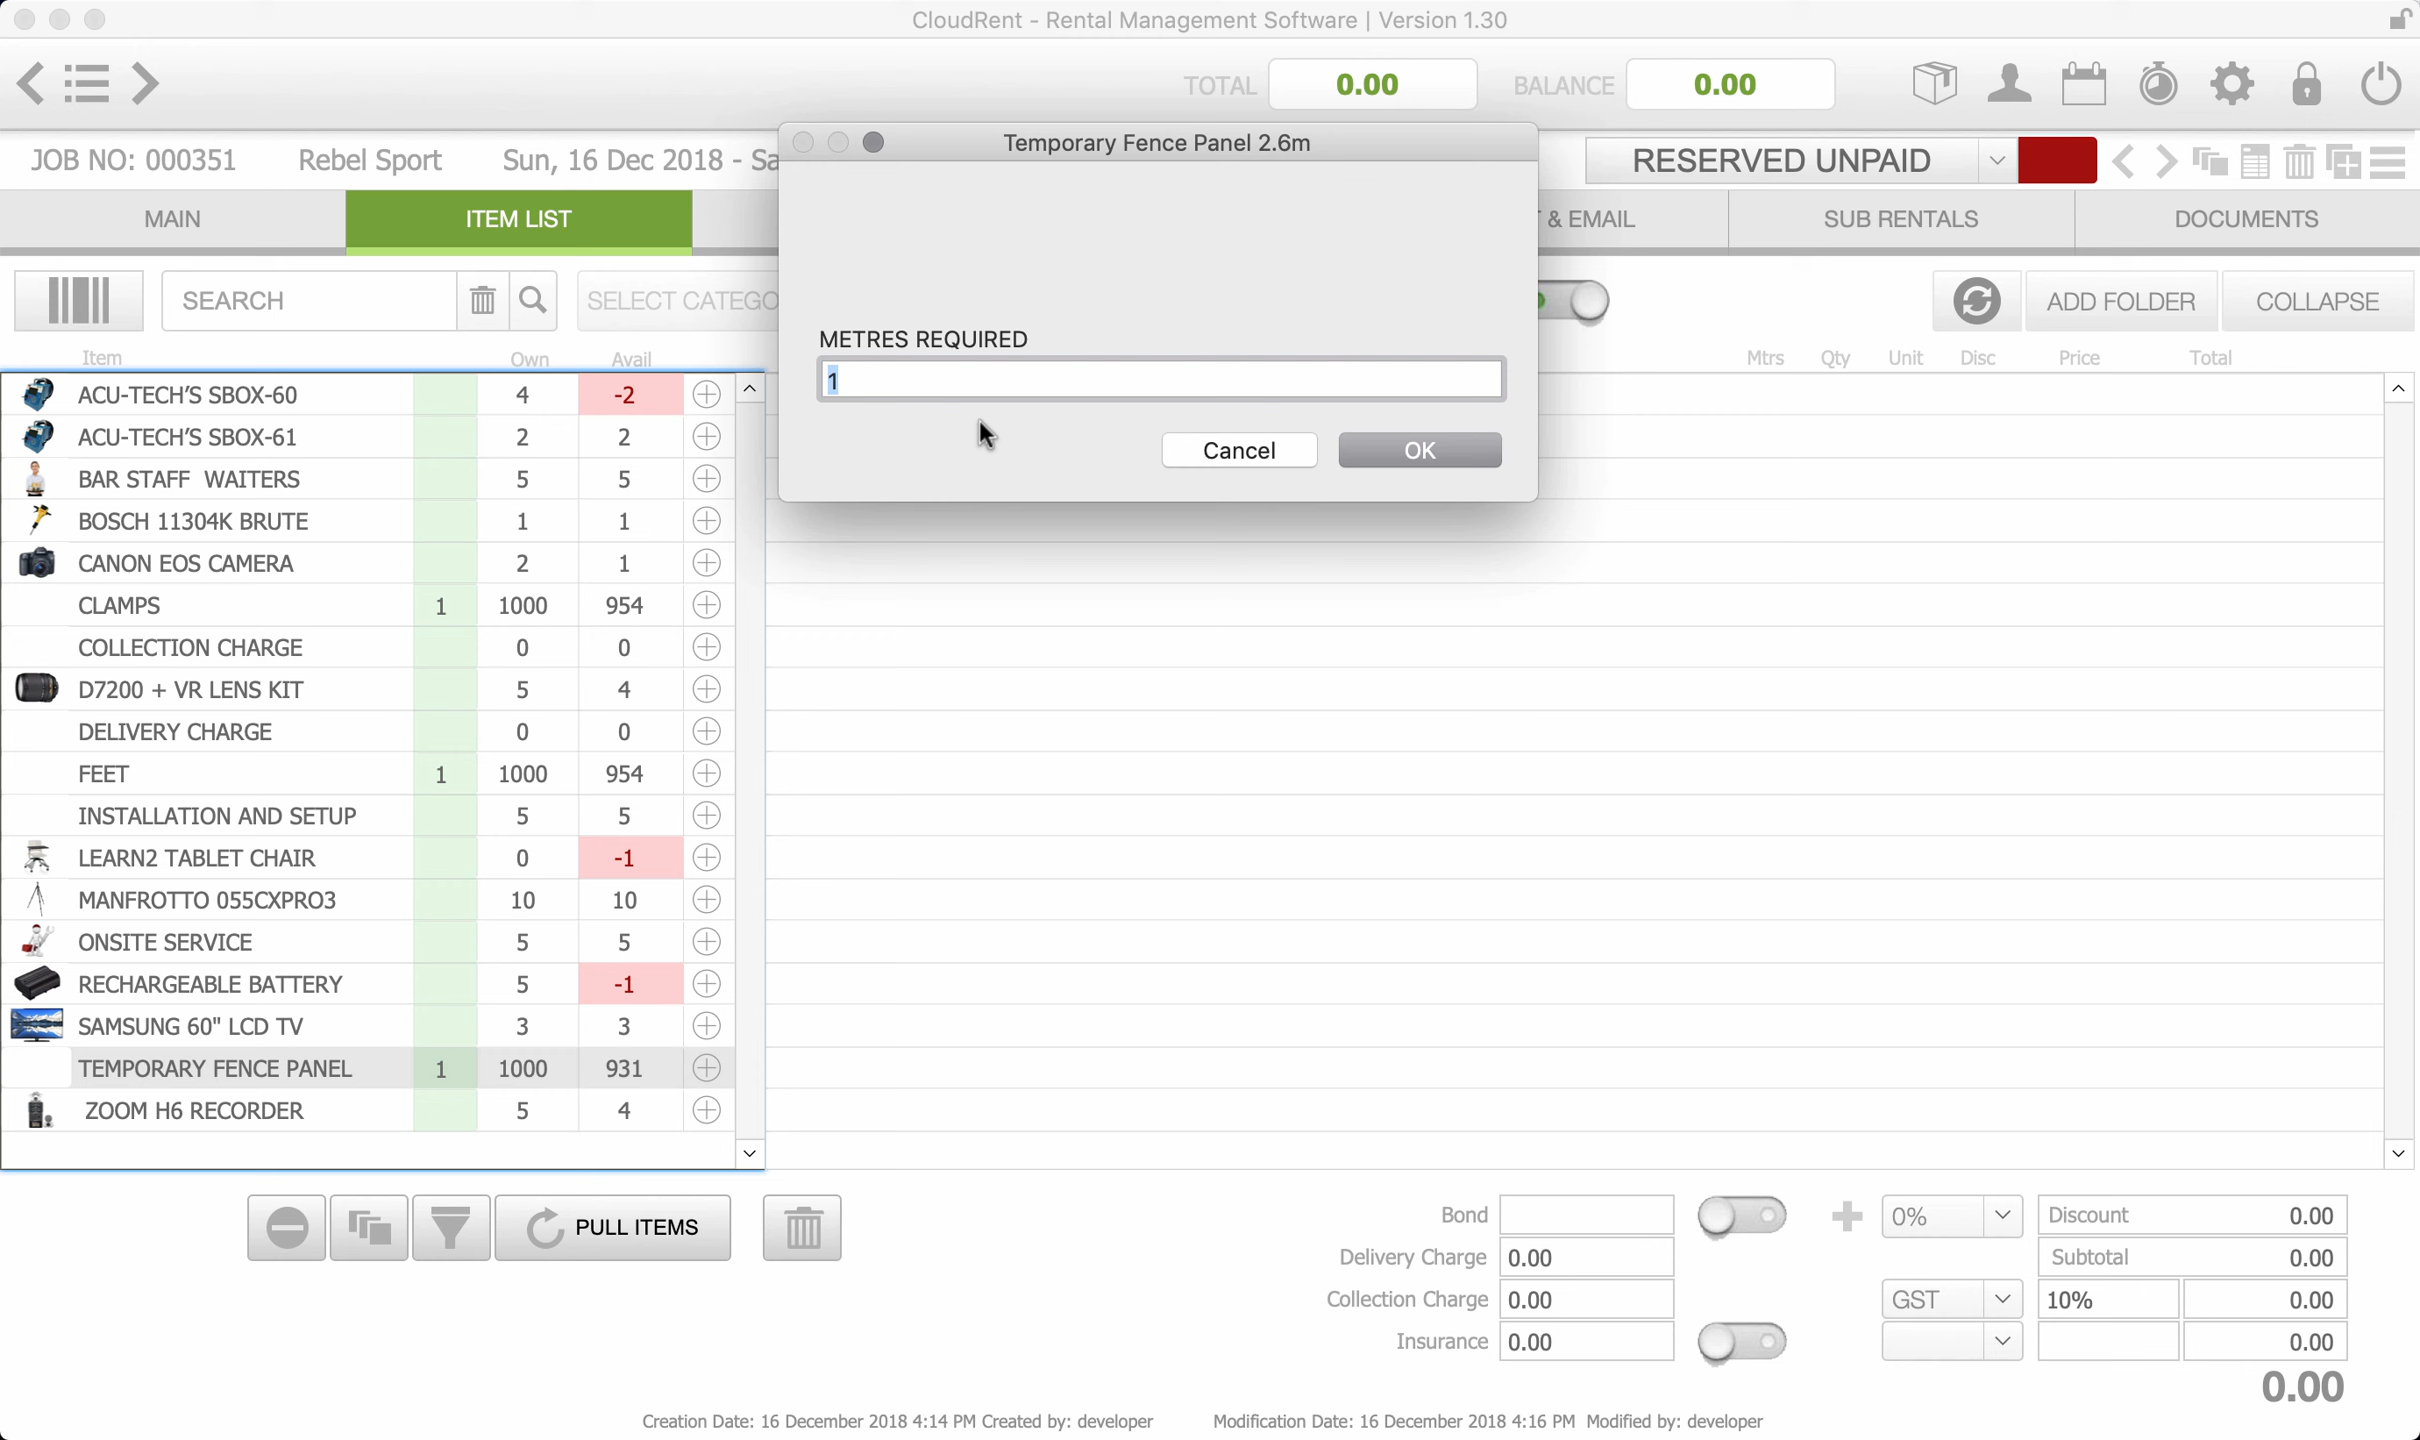 CloudRent - Rental Management Software | Version 1.30
TOTAL 0.00 BALANCE 0.00
JOB NO: 000351 Rebel Sport Sun, 16 Dec 2018 - Sa RESERVED UNPAID
MAIN ITEM LIST & EMAIL SUB RENTALS DOCUMENTS
SEARCH SELECT CATEGO ADD FOLDER COLLAPSE
Item Own Avail Mtrs Qty Unit Disc Price Total
Temporary Fence Panel 2.6m
METRES REQUIRED
1
Cancel OK
ACU-TECH'S SBOX-60 4 -2
ACU-TECH'S SBOX-61 2 2
BAR STAFF WAITERS 5 5
BOSCH 11304K BRUTE 1 1
CANON EOS CAMERA 2 1
CLAMPS 1 1000 954
COLLECTION CHARGE 0 0
D7200 + VR LENS KIT 5 4
DELIVERY CHARGE 0 0
FEET 1 1000 954
INSTALLATION AND SETUP 5 5
LEARN2 TABLET CHAIR 0 -1
MANFROTTO 055CXPRO3 10 10
ONSITE SERVICE 5 5
RECHARGEABLE BATTERY 5 -1
SAMSUNG 60" LCD TV 3 3
TEMPORARY FENCE PANEL 1 1000 931
ZOOM H6 RECORDER 5 4
PULL ITEMS
Bond 0% Discount 0.00
Delivery Charge 0.00 Subtotal 0.00
Collection Charge 0.00 GST 10% 0.00
Insurance 0.00 0.00
0.00
Creation Date: 16 December 2018 4:14 PM Created by: developer Modification Date: 16 December 2018 4:16 PM Modified by: developer